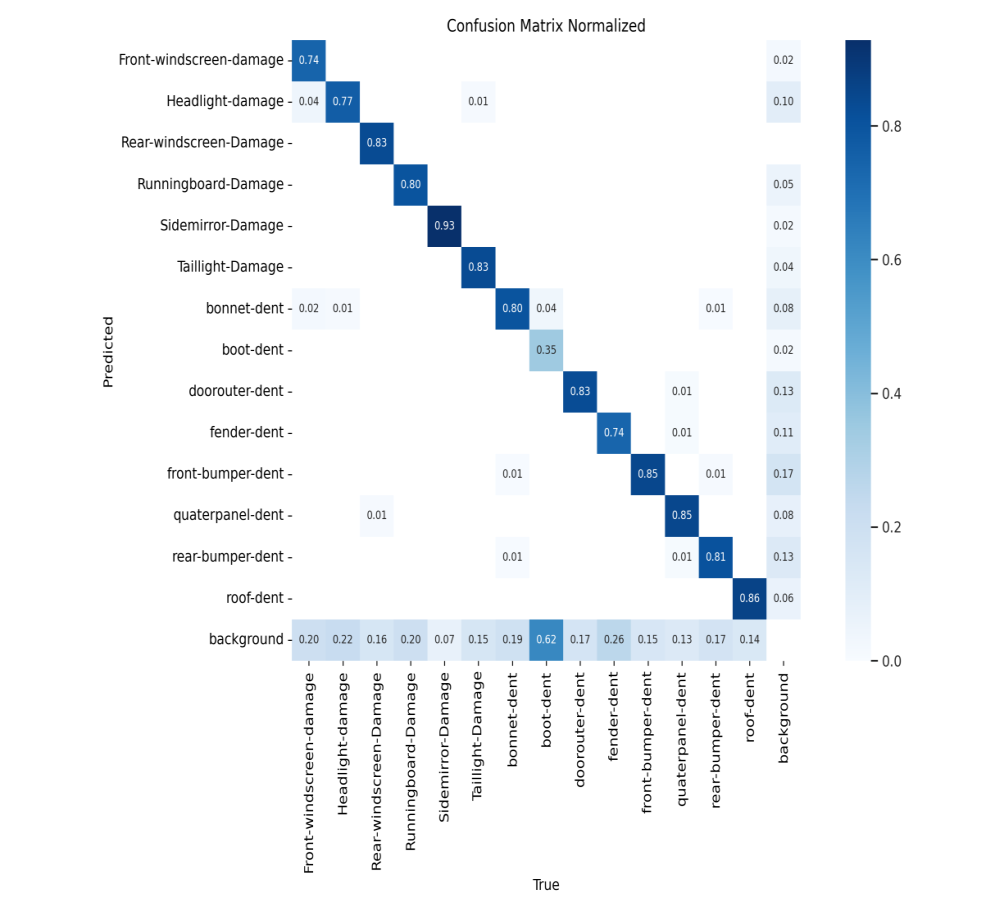 Confusion Matrix Normalized
Predicted
Front-windscreen-damage 0.74 0.02
Headlight-damage 0.04 0.77 0.01 0.10
Rear-windscreen-Damage 0.83
Runningboard-Damage 0.80 0.05
Sidemirror-Damage 0.93 0.02
Taillight-Damage 0.83 0.04
bonnet-dent 0.02 0.01 0.80 0.04 0.01 0.08
boot-dent 0.35 0.02
doorouter-dent 0.83 0.01 0.13
fender-dent 0.74 0.01 0.11
front-bumper-dent 0.01 0.85 0.01 0.17
quaterpanel-dent 0.01 0.85 0.08
rear-bumper-dent 0.01 0.01 0.81 0.13
roof-dent 0.86 0.06
background 0.20 0.22 0.16 0.20 0.07 0.15 0.19 0.62 0.17 0.26 0.15 0.13 0.17 0.14
Front-windscreen-damage
Headlight-damage
Rear-windscreen-Damage
Runningboard-Damage
Sidemirror-Damage
Taillight-Damage
bonnet-dent
boot-dent
doorouter-dent
fender-dent
front-bumper-dent
quaterpanel-dent
rear-bumper-dent
roof-dent
background
True
0.8
0.6
0.4
0.2
0.0